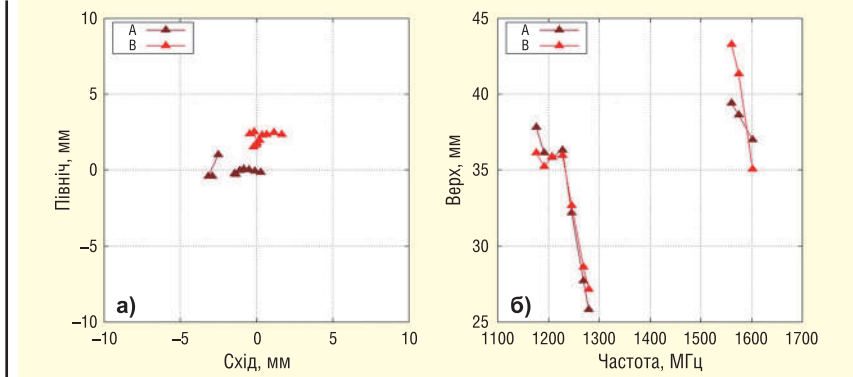 10
5
0
–5
–10
–10
–5
0
5
10
A
B
Північ, мм
Схід, мм
а)
45
40
35
30
25
1100
1200
1300
1400
1500
1600
1700
A
B
Верх, мм
Частота, МГц
б)